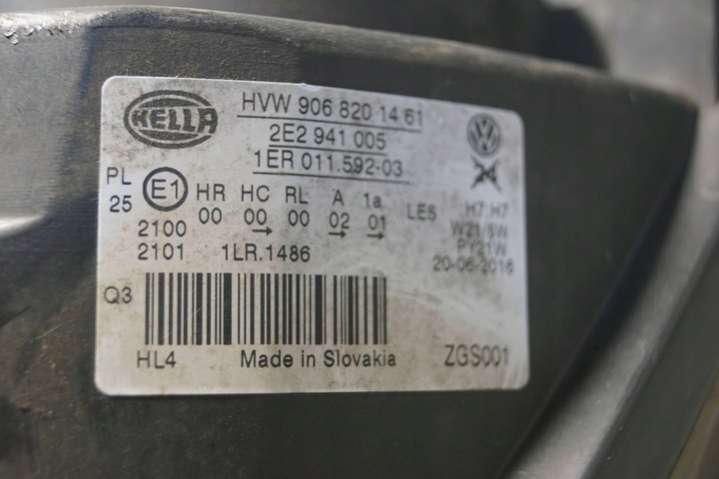 HELLA
HVW 906 820 14 61
2E2 941 005
1ER 011.592-03
PL
25
E1
HR HC RL A 1a
00 00 00 02 01
LE5
H7 H7
W21/5W
PY21W
20-06-2016
2100
2101 1LR.1486
Q3
HL4 Made in Slovakia ZGS001